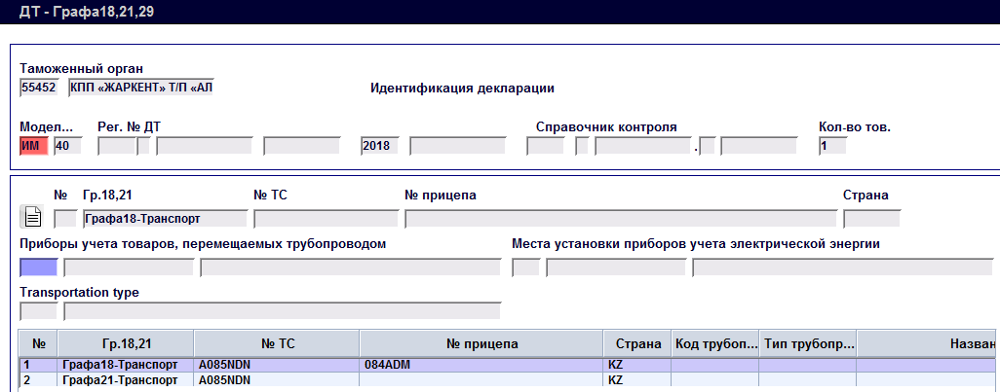 ДТ - Графа18,21,29
Таможенный орган
55452 КПП «ЖАРКЕНТ» Т/П «АЛ
Идентификация декларации
Модел... Рег. № ДТ Справочник контроля Кол-во тов.
ИМ 40 2018 . 1
№ Гр.18,21 № ТС № прицепа Страна
Графа18-Транспорт
Приборы учета товаров, перемещаемых трубопроводом Места установки приборов учета электрической энергии
Transportation type
№ Гр.18,21 № ТС № прицепа Страна Код трубоп... Тип трубопр... Назван
1 Графа18-Транспорт A085NDN 084ADM KZ
2 Графа21-Транспорт A085NDN KZ